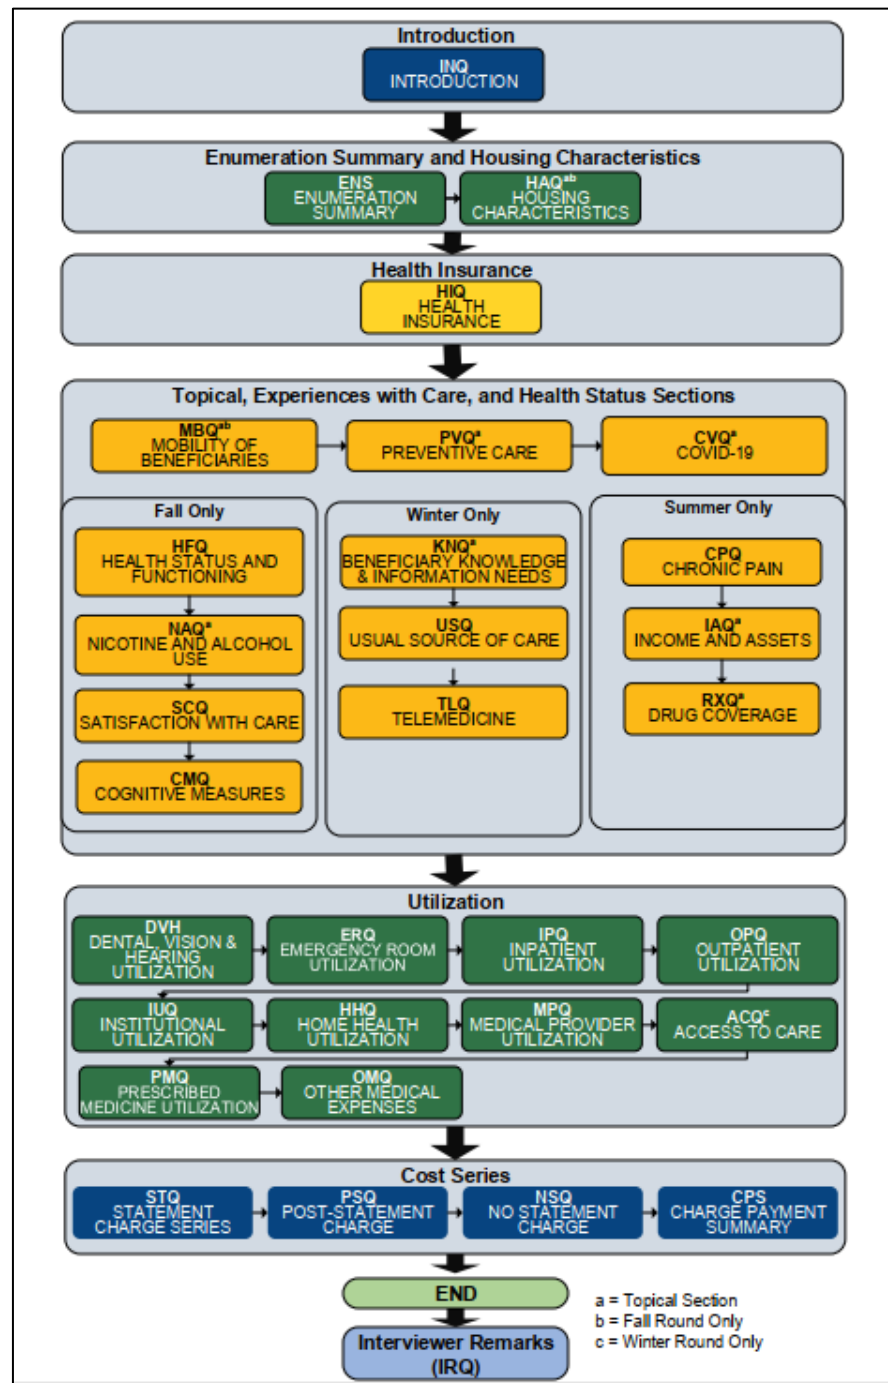 Introduction
INQ
INTRODUCTION
Enumeration Summary and Housing Characteristics
ENS
ENUMERATION
SUMMARY
HAQab
HOUSING
CHARACTERISTICS
Health Insurance
HIQ
HEALTH
INSURANCE
Topical, Experiences with Care, and Health Status Sections
MBQab
MOBILITY OF
BENEFICIARIES
PVQa
PREVENTIVE CARE
CVQa
COVID-19
Fall Only
HFQ
HEALTH STATUS AND
FUNCTIONING
NAQa
NICOTINE AND ALCOHOL
USE
SCQ
SATISFACTION WITH CARE
CMQ
COGNITIVE MEASURES
Winter Only
KNQa
BENEFICIARY KNOWLEDGE
& INFORMATION NEEDS
USQ
USUAL SOURCE OF CARE
TLQ
TELEMEDICINE
Summer Only
CPQ
CHRONIC PAIN
IAQa
INCOME AND ASSETS
RXQa
DRUG COVERAGE
Utilization
DVH
DENTAL, VISION &
HEARING
UTILIZATION
ERQ
EMERGENCY ROOM
UTILIZATION
IPQ
INPATIENT
UTILIZATION
OPQ
OUTPATIENT
UTILIZATION
IUQ
INSTITUTIONAL
UTILIZATION
HHQ
HOME HEALTH
UTILIZATION
MPQ
MEDICAL PROVIDER
UTILIZATION
ACQc
ACCESS TO CARE
PMQ
PRESCRIBED
MEDICINE UTILIZATION
OMQ
OTHER MEDICAL
EXPENSES
Cost Series
STQ
STATEMENT
CHARGE SERIES
PSQ
POST-STATEMENT
CHARGE
NSQ
NO STATEMENT
CHARGE
CPS
CHARGE PAYMENT
SUMMARY
END
Interviewer Remarks
(IRQ)
a = Topical Section
b = Fall Round Only
c = Winter Round Only